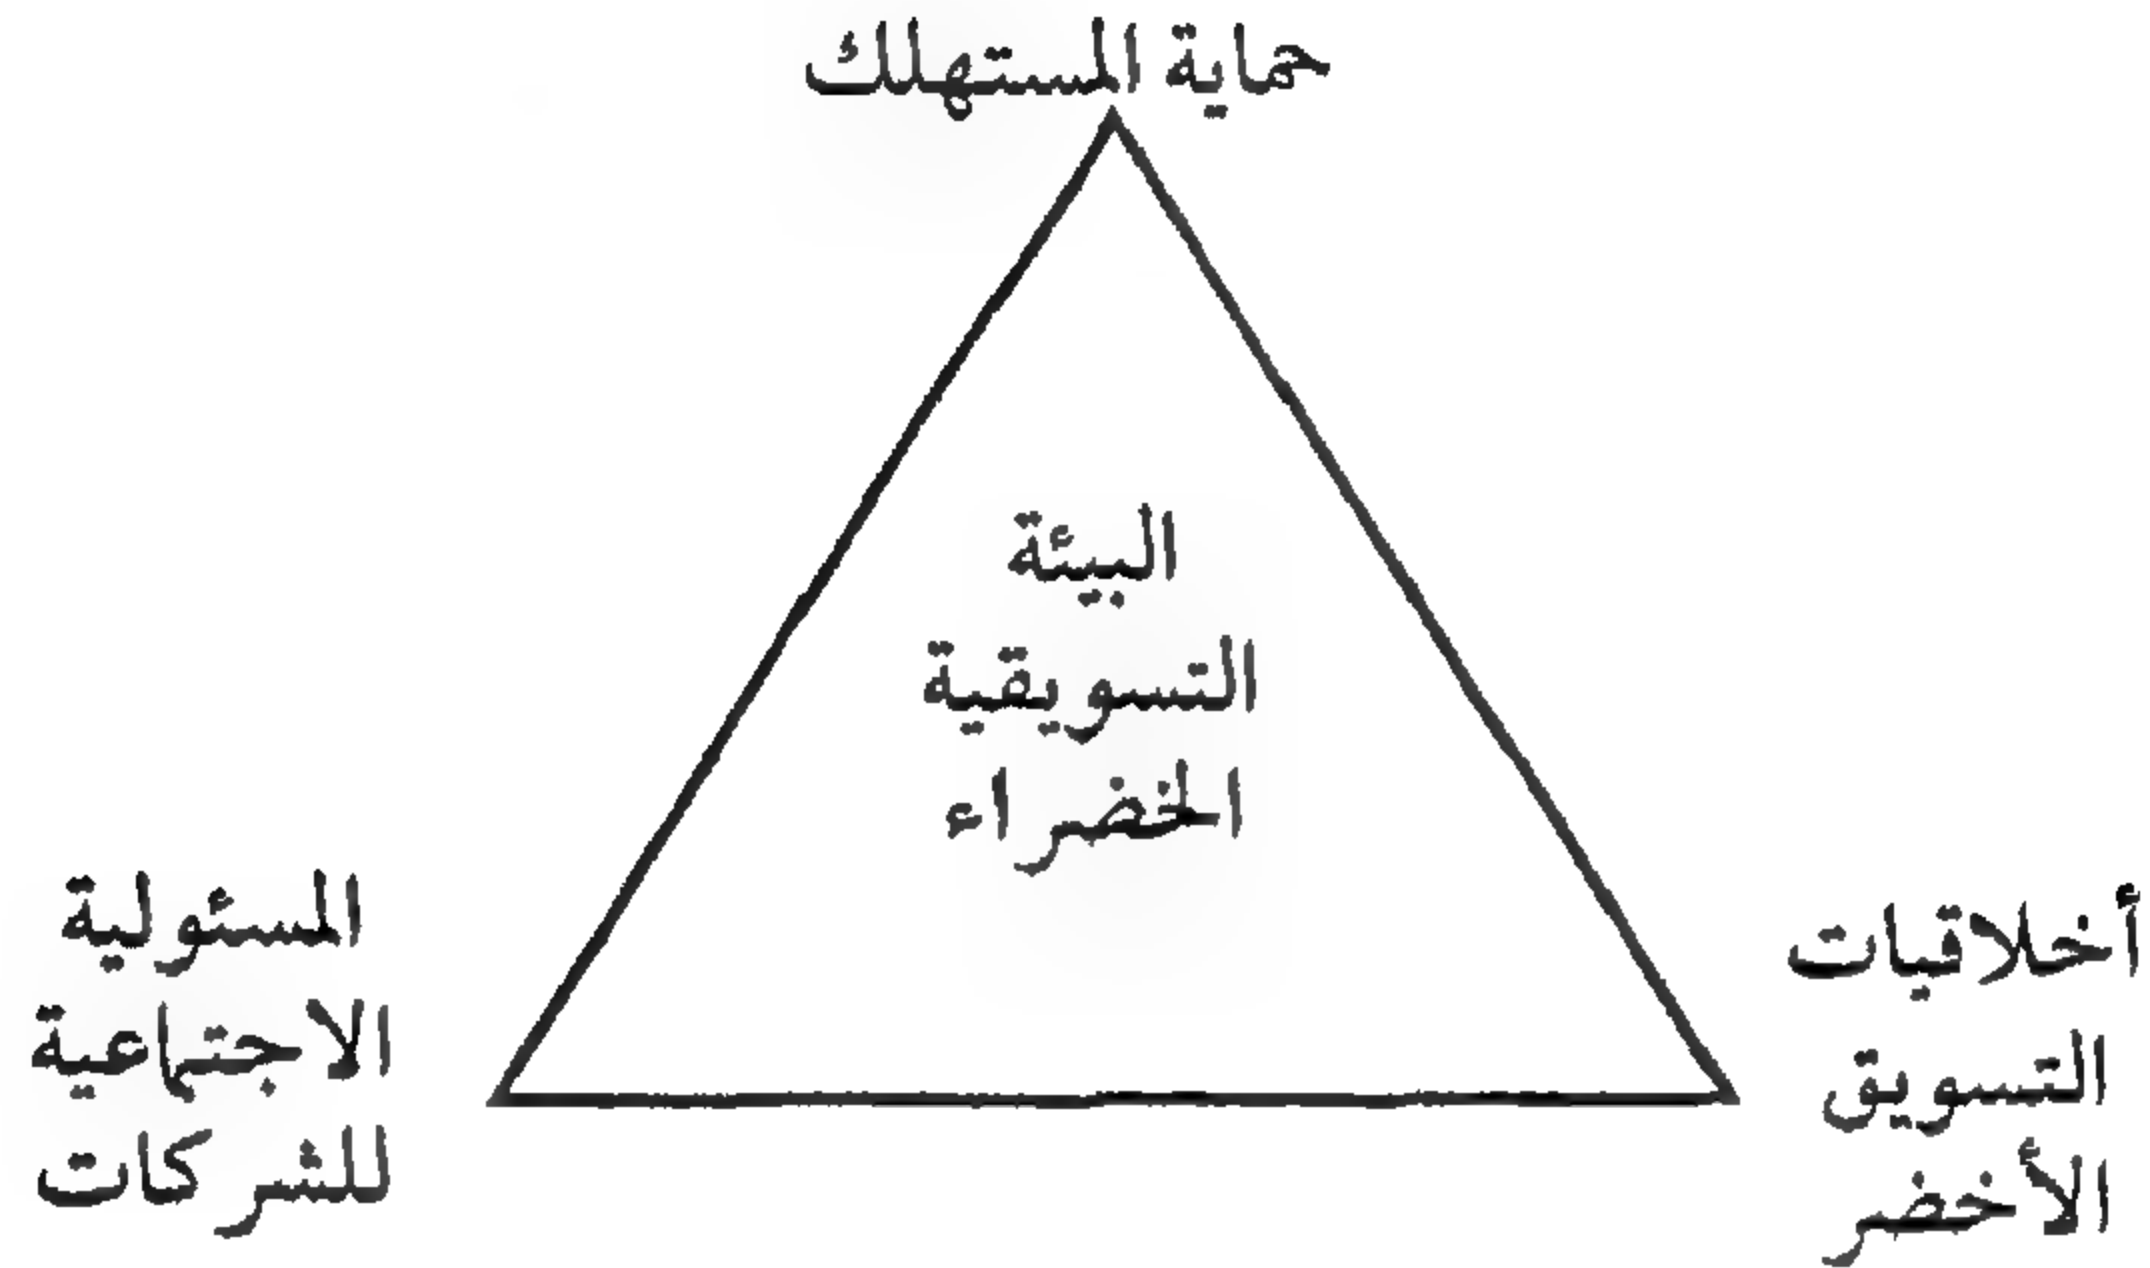 حماية المستهلك
البيئة
التسويقية
الخضراء
أخلاقيات
التسويق
الأخضر
المسئولية
الاجتماعية
للشركات